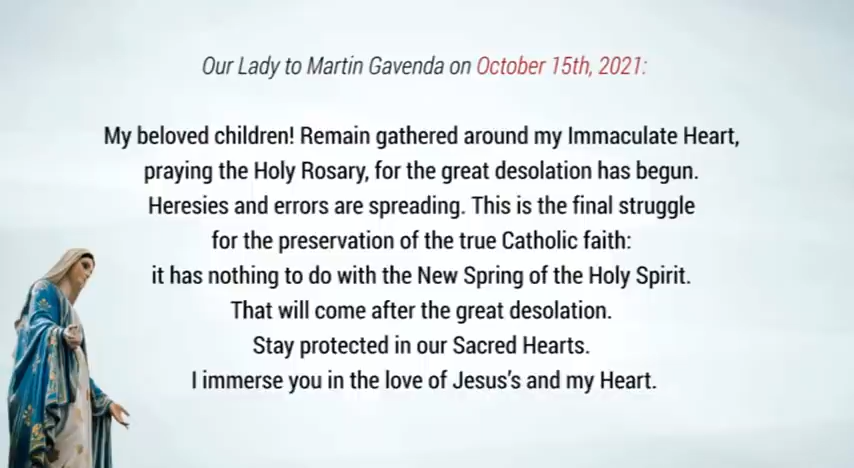 Our Lady to Martin Gavenda on October 15th, 2021:
My beloved children! Remain gathered around my Immaculate Heart,
praying the Holy Rosary, for the great desolation has begun.
Heresies and errors are spreading. This is the final struggle
for the preservation of the true Catholic faith:
it has nothing to do with the New Spring of the Holy Spirit.
That will come after the great desolation.
Stay protected in our Sacred Hearts.
I immerse you in the love of Jesus's and my Heart.